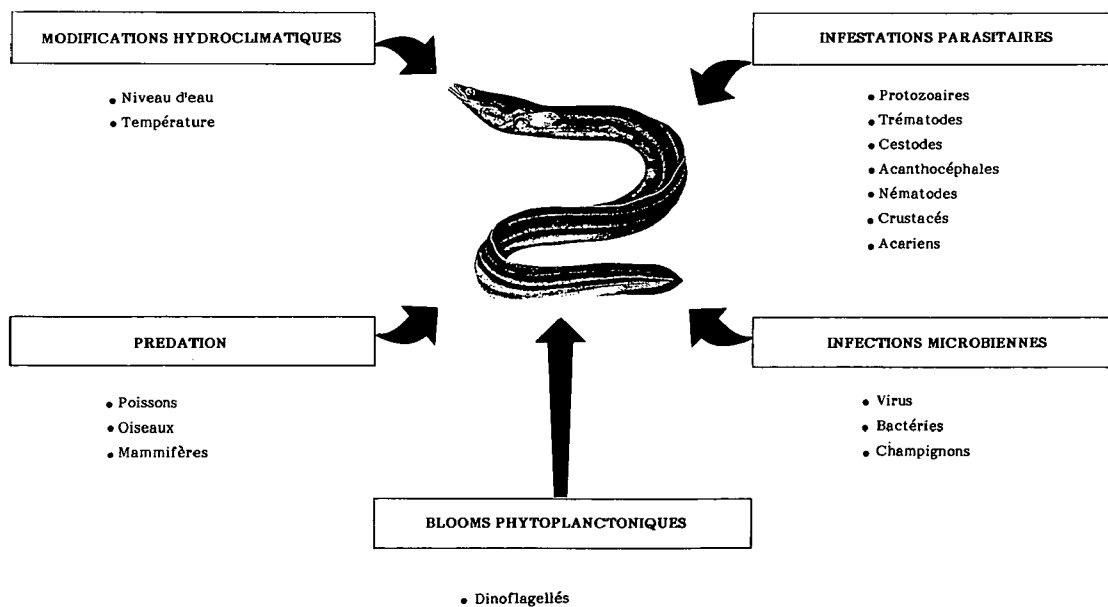 MODIFICATIONS HYDROCLIMATIQUES
• Niveau d'eau
• Température
INFESTATIONS PARASITAIRES
• Protozoaires
• Trématodes
• Cestodes
• Acanthocéphales
• Nématodes
• Crustacés
• Acariens
PREDATION
• Poissons
• Oiseaux
• Mammifères
INFECTIONS MICROBIENNES
• Virus
• Bactéries
• Champignons
BLOOMS PHYTOPLANCTONIQUES
• Dinoflagellés